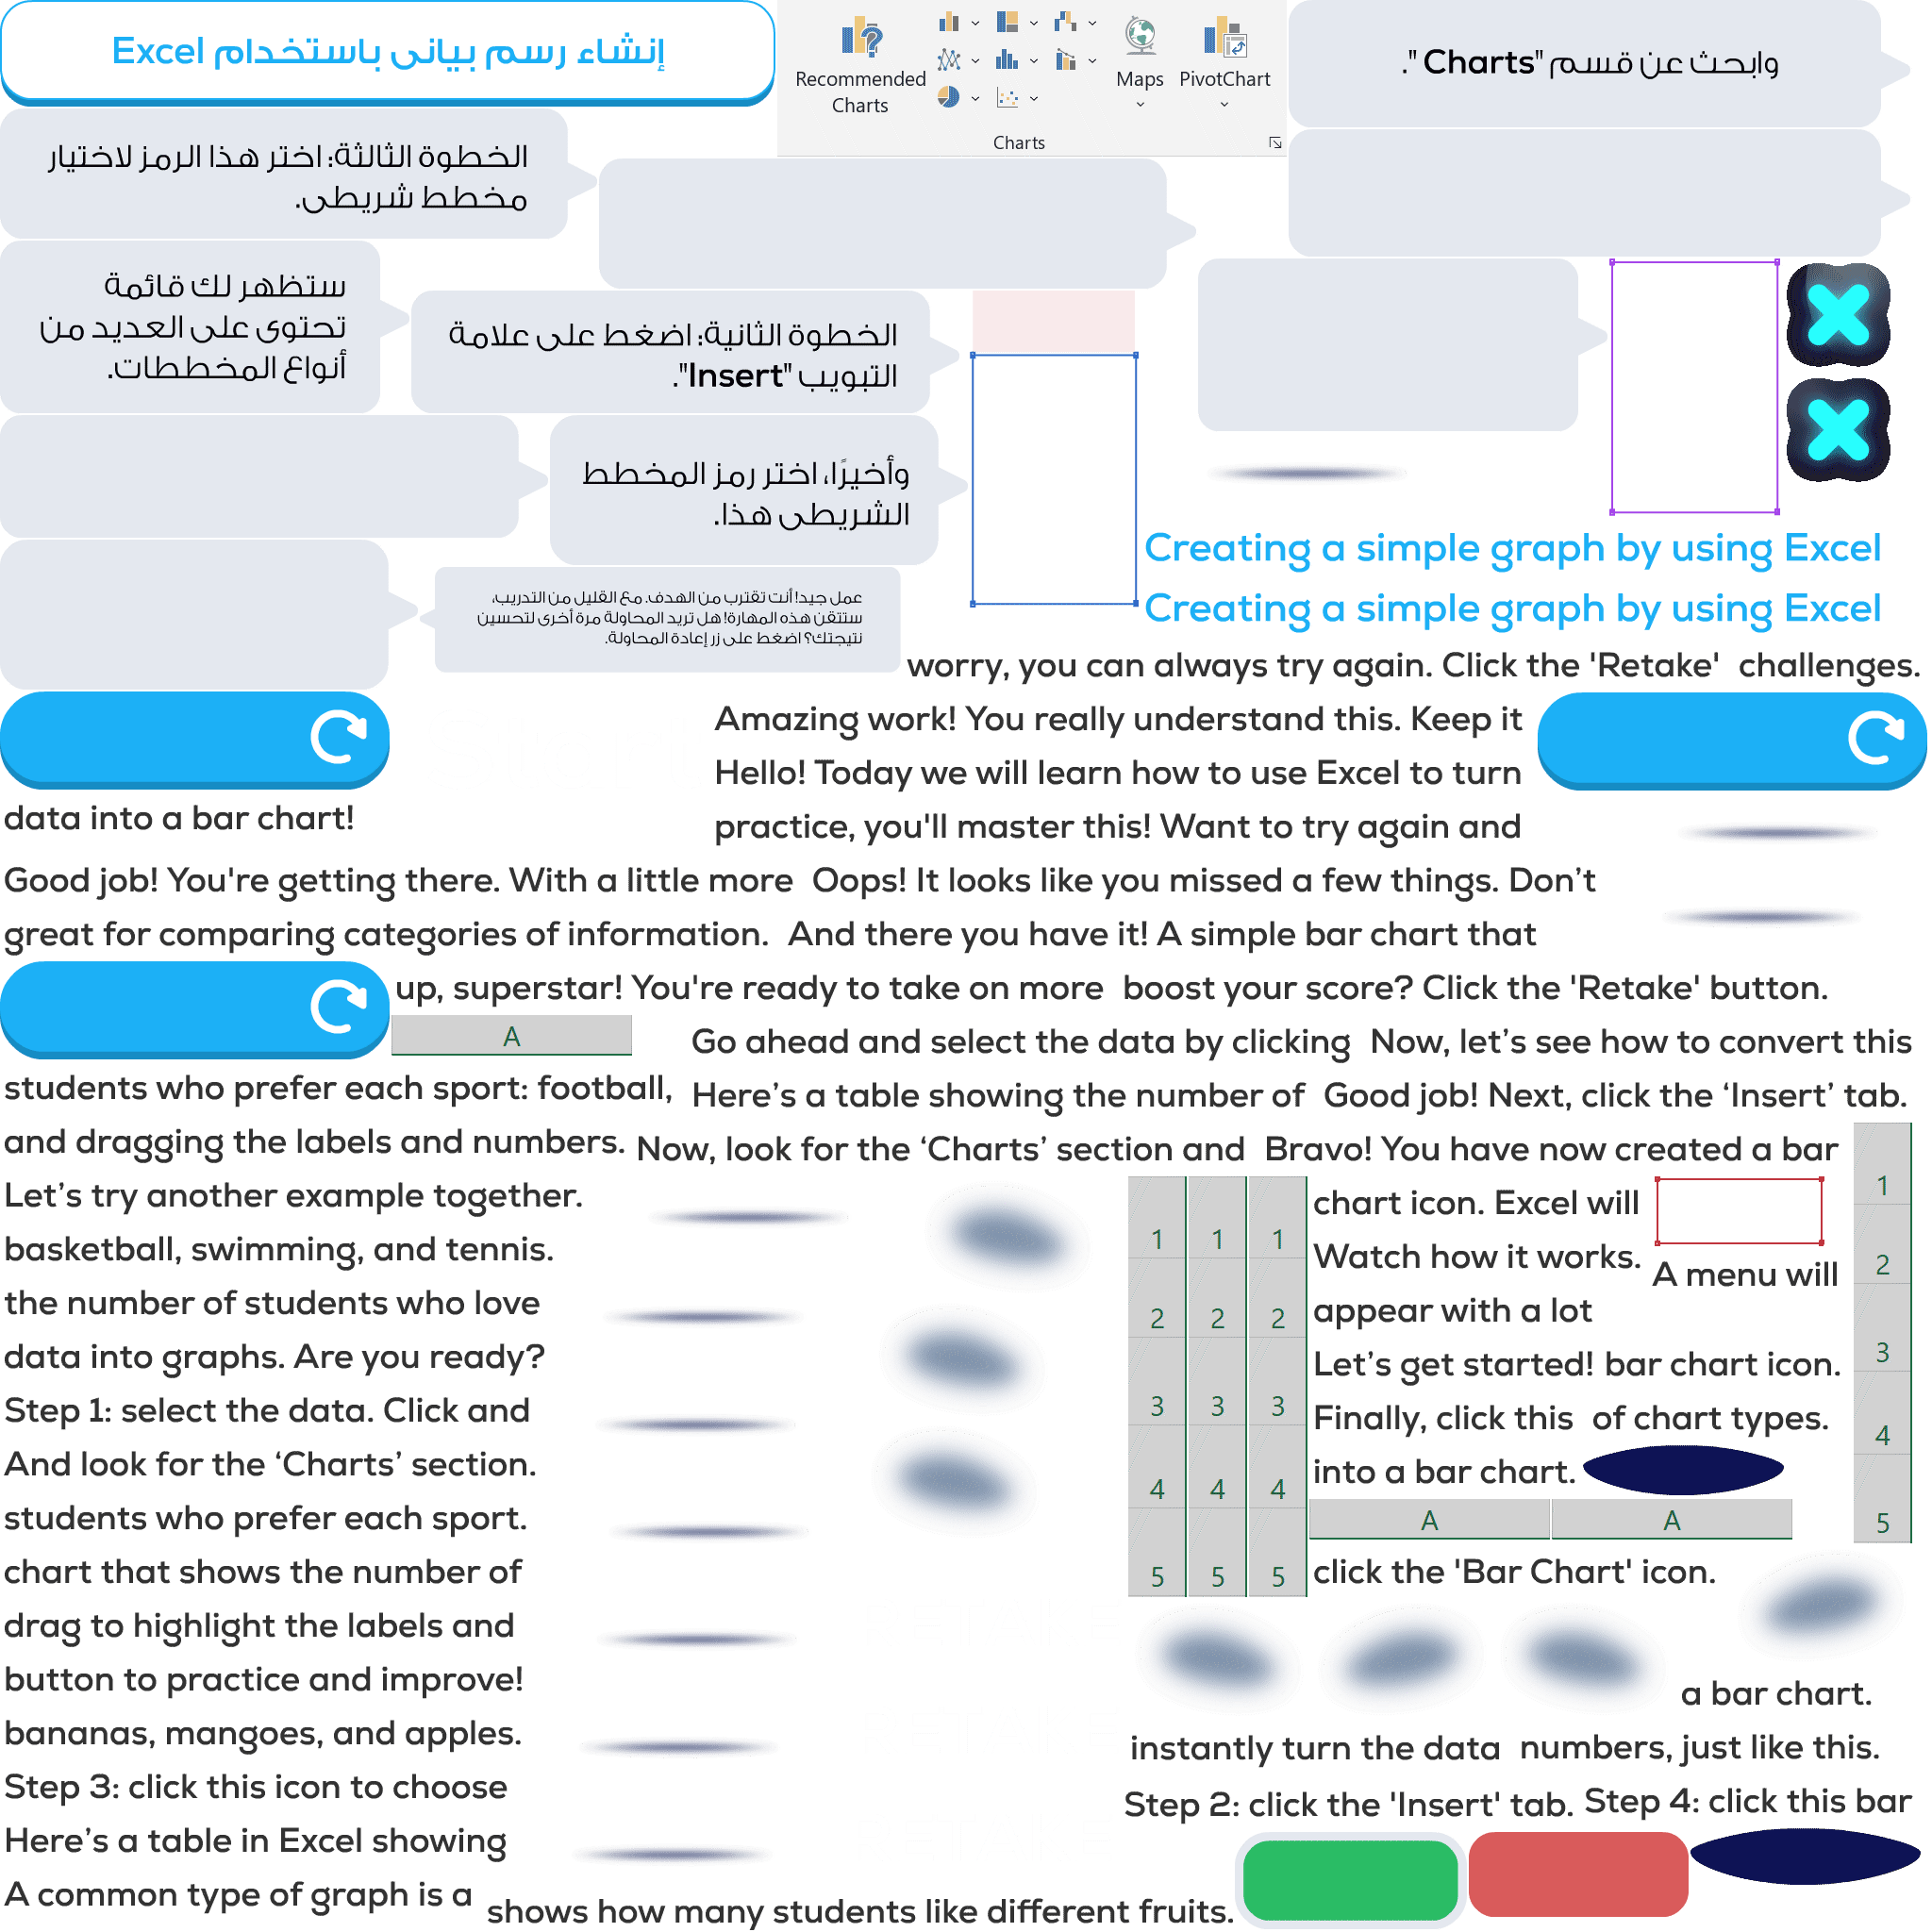 إنشاء رسم بياني باستخدام Excel
Recommended
Charts
Maps
PivotChart
Charts
وابحث عن قسم "Charts ".
الخطوة الثالثة: اختر هذا الرمز لاختيار
مخطط شريطي.
ستظهر لك قائمة
تحتوي على العديد من
أنواع المخططات.
الخطوة الثانية: اضغط على علامة
التبويب "Insert".
وأخيرًا، اختر رمز المخطط
الشريطي هذا.
Creating a simple graph by using Excel
عمل جيد! أنت تقترب من الهدف. مع القليل من التدريب،
ستتقن هذه المهارة! هل تريد المحاولة مرة أخرى لتحسين
نتيجتك؟ اضغط على زر إعادة المحاولة.
Creating a simple graph by using Excel
worry, you can always try again. Click the 'Retake' challenges.
Amazing work! You really understand this. Keep it
Hello! Today we will learn how to use Excel to turn
data into a bar chart!
practice, you'll master this! Want to try again and
Good job! You're getting there. With a little more Oops! It looks like you missed a few things. Don’t
great for comparing categories of information. And there you have it! A simple bar chart that
up, superstar! You're ready to take on more boost your score? Click the 'Retake' button.
A
Go ahead and select the data by clicking Now, let’s see how to convert this
students who prefer each sport: football, Here’s a table showing the number of Good job! Next, click the ‘Insert’ tab.
and dragging the labels and numbers. Now, look for the ‘Charts’ section and Bravo! You have now created a bar
Let’s try another example together.
chart icon. Excel will
1
1 1 1
basketball, swimming, and tennis.
Watch how it works.
A menu will
2
the number of students who love
2 2 2
appear with a lot
data into graphs. Are you ready?
Let’s get started! bar chart icon.
3
Step 1: select the data. Click and
3 3 3
Finally, click this of chart types.
4
And look for the ‘Charts’ section.
4 4 4
into a bar chart.
students who prefer each sport.
A A
5
chart that shows the number of
5 5 5
click the 'Bar Chart' icon.
drag to highlight the labels and
button to practice and improve!
a bar chart.
bananas, mangoes, and apples.
instantly turn the data numbers, just like this.
Step 3: click this icon to choose
Step 2: click the 'Insert' tab. Step 4: click this bar
Here’s a table in Excel showing
A common type of graph is a
shows how many students like different fruits.